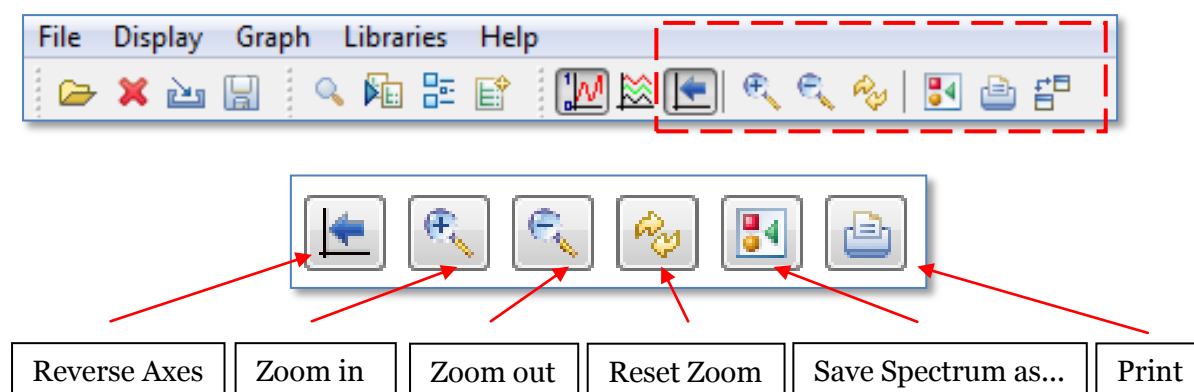 File Display Graph Libraries Help
Reverse Axes Zoom in Zoom out Reset Zoom Save Spectrum as... Print